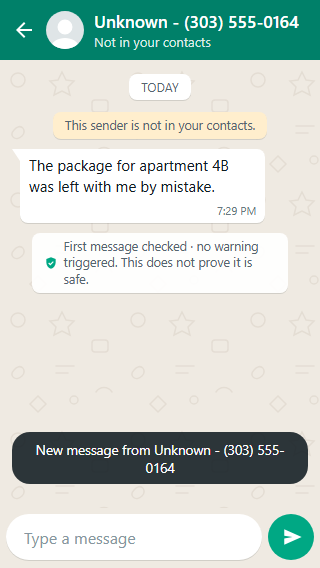 Unknown - (303) 555-0164
Not in your contacts
TODAY
This sender is not in your contacts.
The package for apartment 4B
was left with me by mistake.
7:29 PM
First message checked · no warning
triggered. This does not prove it is
safe.
New message from Unknown - (303) 555-
0164
Type a message